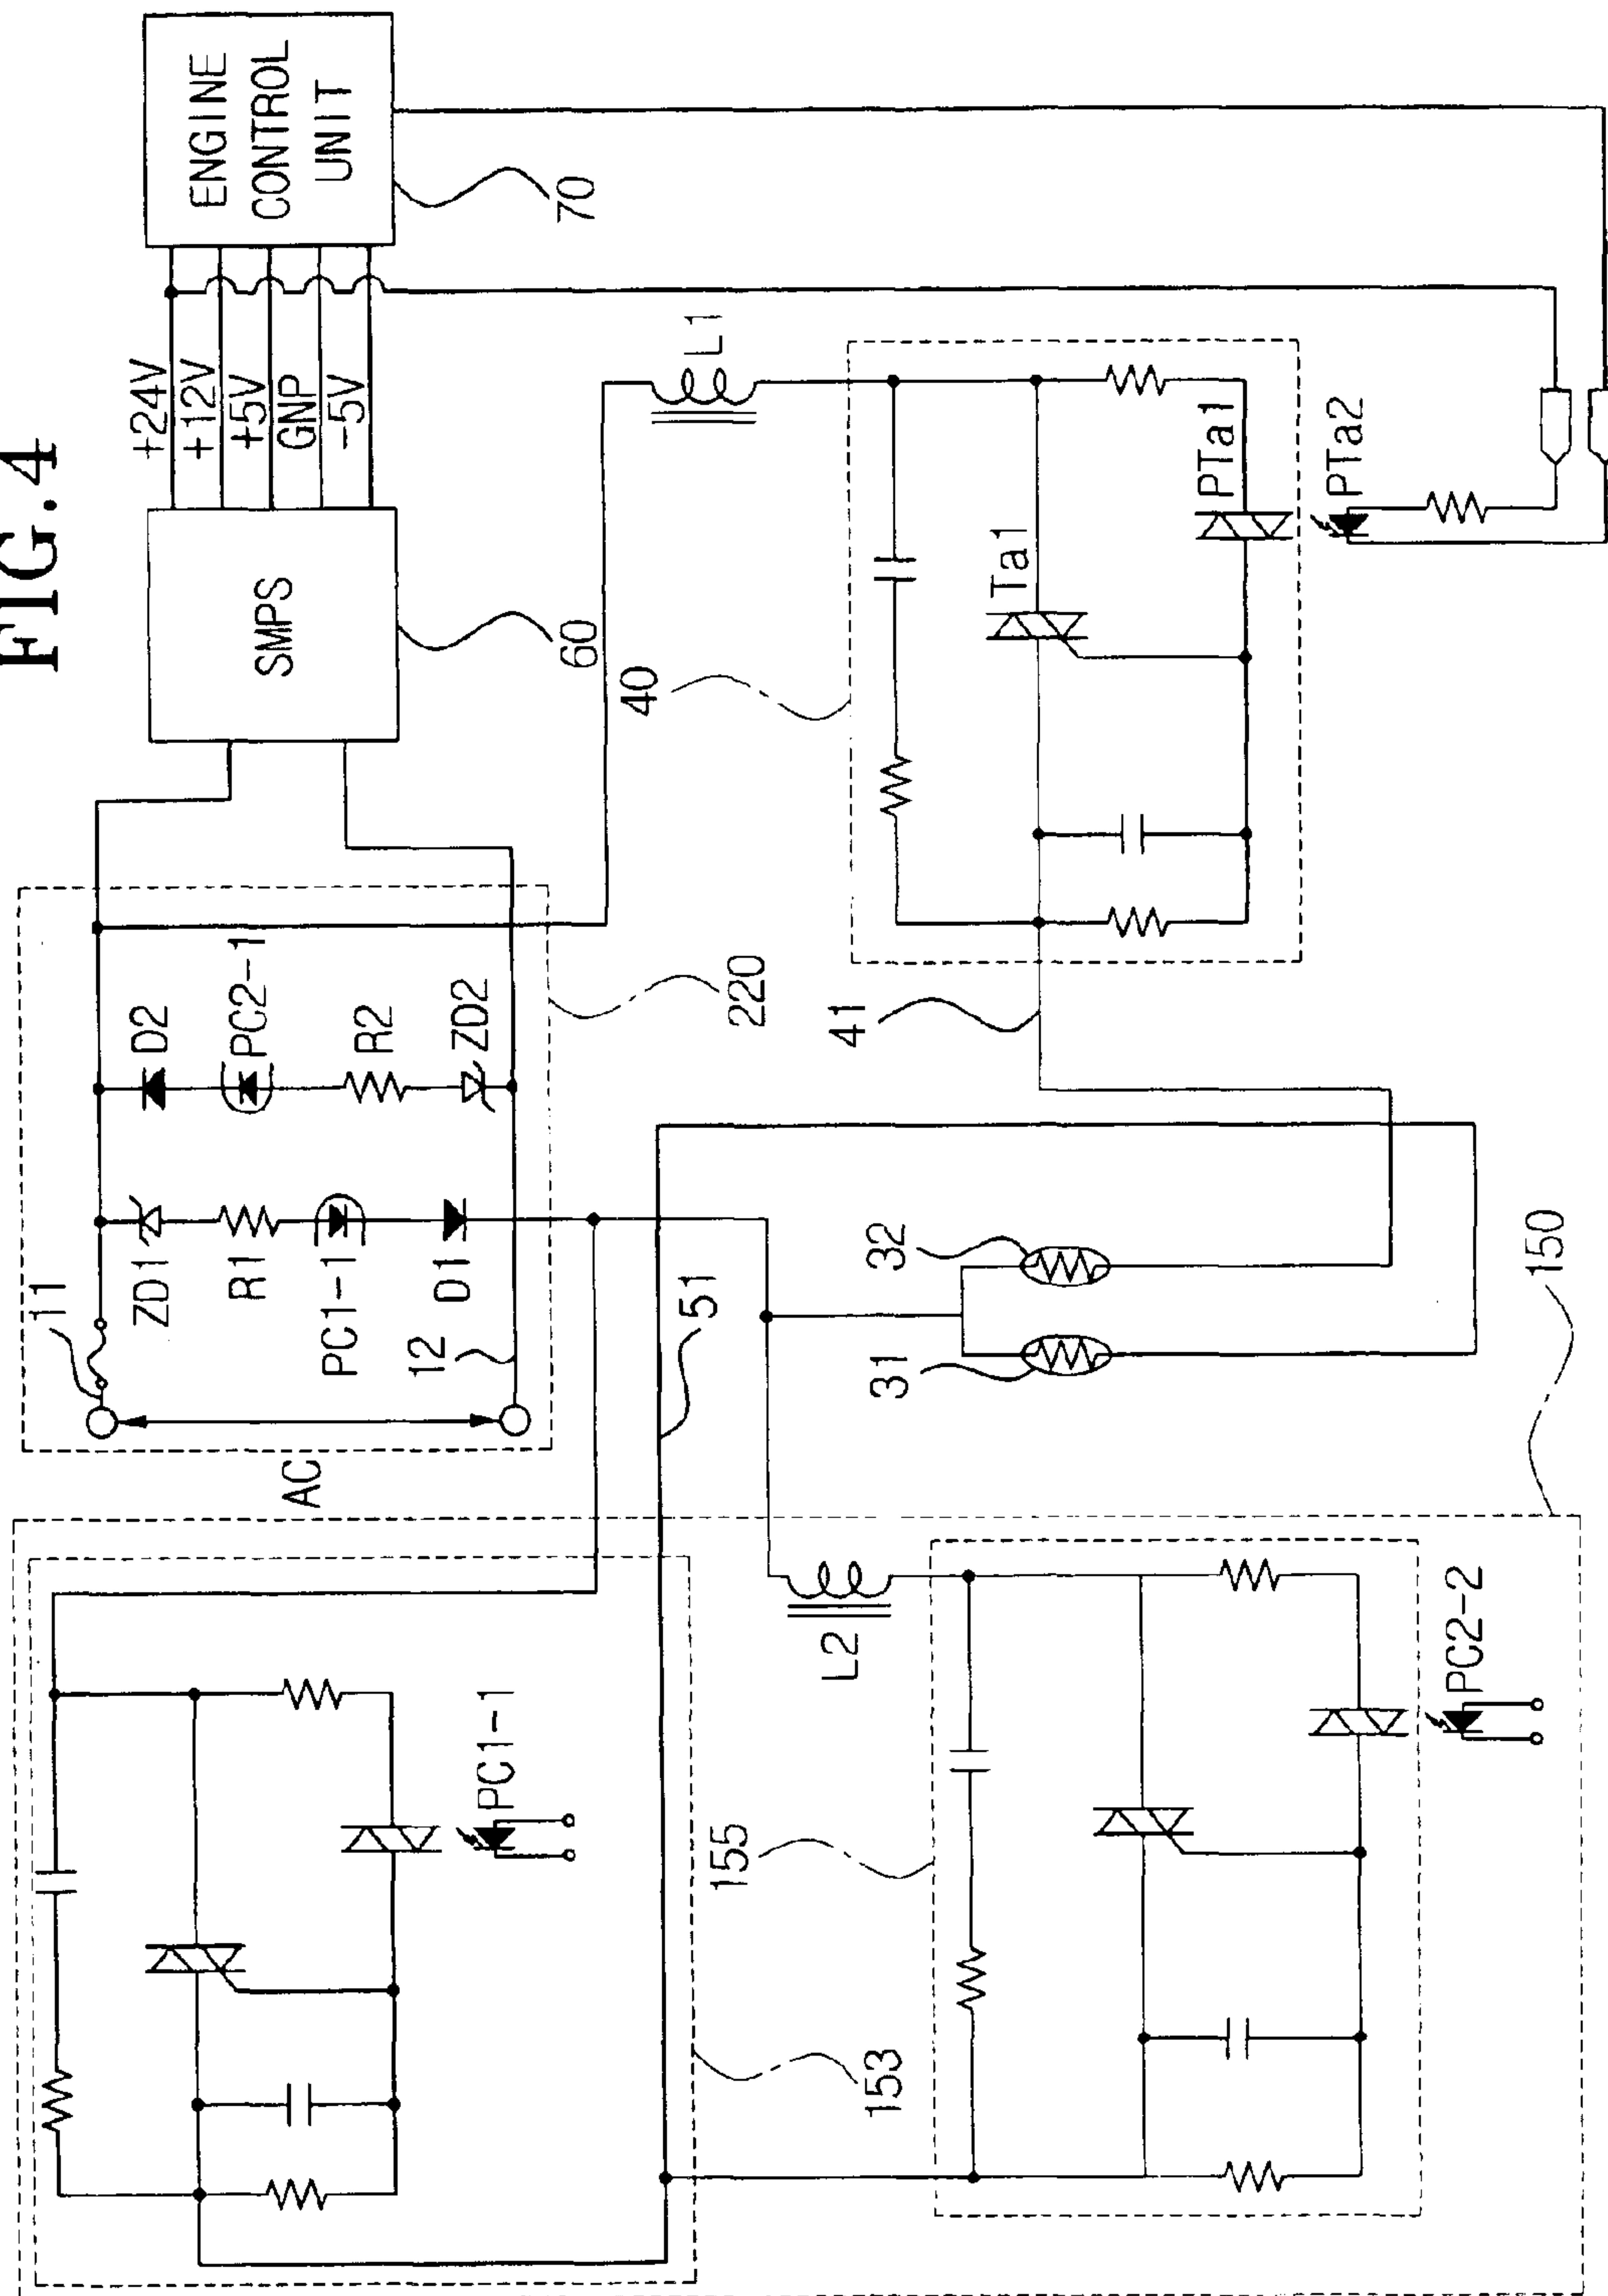 FIG.4
ENGINE
CONTROL
UNIT
70
+24V
+12V
+5V
GNP
-5V
SMPS
60
L1
40
Ta1
PTa1
PTa2
41
220
D2
PC2-1
R2
ZD2
11
ZD1
R1
PC1-1
D1
12
AC
51
32
31
150
L2
PC1-1
153
155
PC2-2